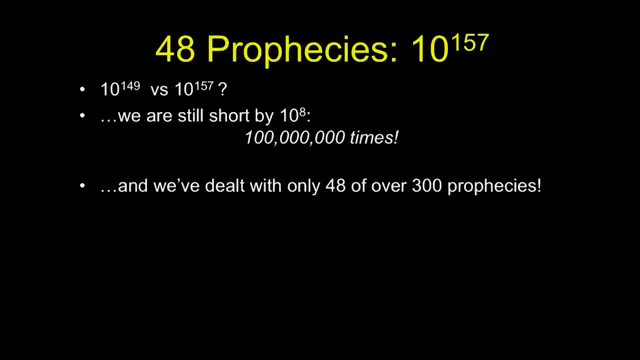 48 Prophecies: 10¹⁵⁷
• 10¹⁴⁹ vs 10¹⁵⁷ ?
• …we are still short by 10⁸:
100,000,000 times!
• …and we’ve dealt with only 48 of over 300 prophecies!